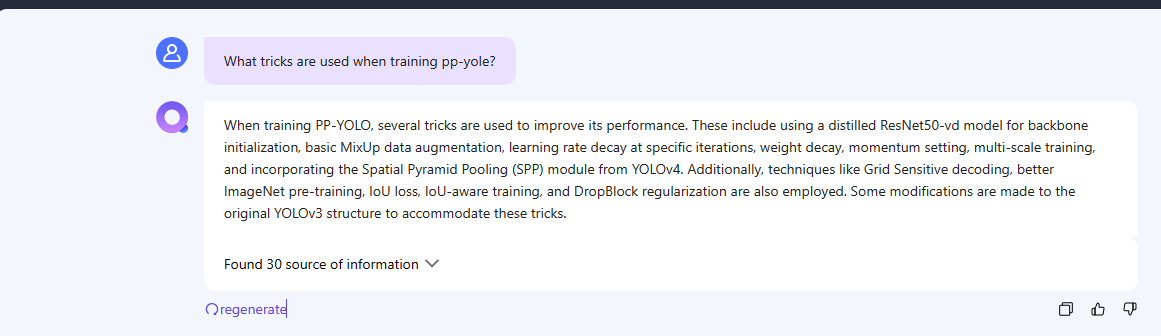 What tricks are used when training pp-yole?
When training PP-YOLO, several tricks are used to improve its performance. These include using a distilled ResNet50-vd model for backbone
initialization, basic MixUp data augmentation, learning rate decay at specific iterations, weight decay, momentum setting, multi-scale training,
and incorporating the Spatial Pyramid Pooling (SPP) module from YOLOv4. Additionally, techniques like Grid Sensitive decoding, better
ImageNet pre-training, IoU loss, IoU-aware training, and DropBlock regularization are also employed. Some modifications are made to the
original YOLOv3 structure to accommodate these tricks.
Found 30 source of information
regenerate